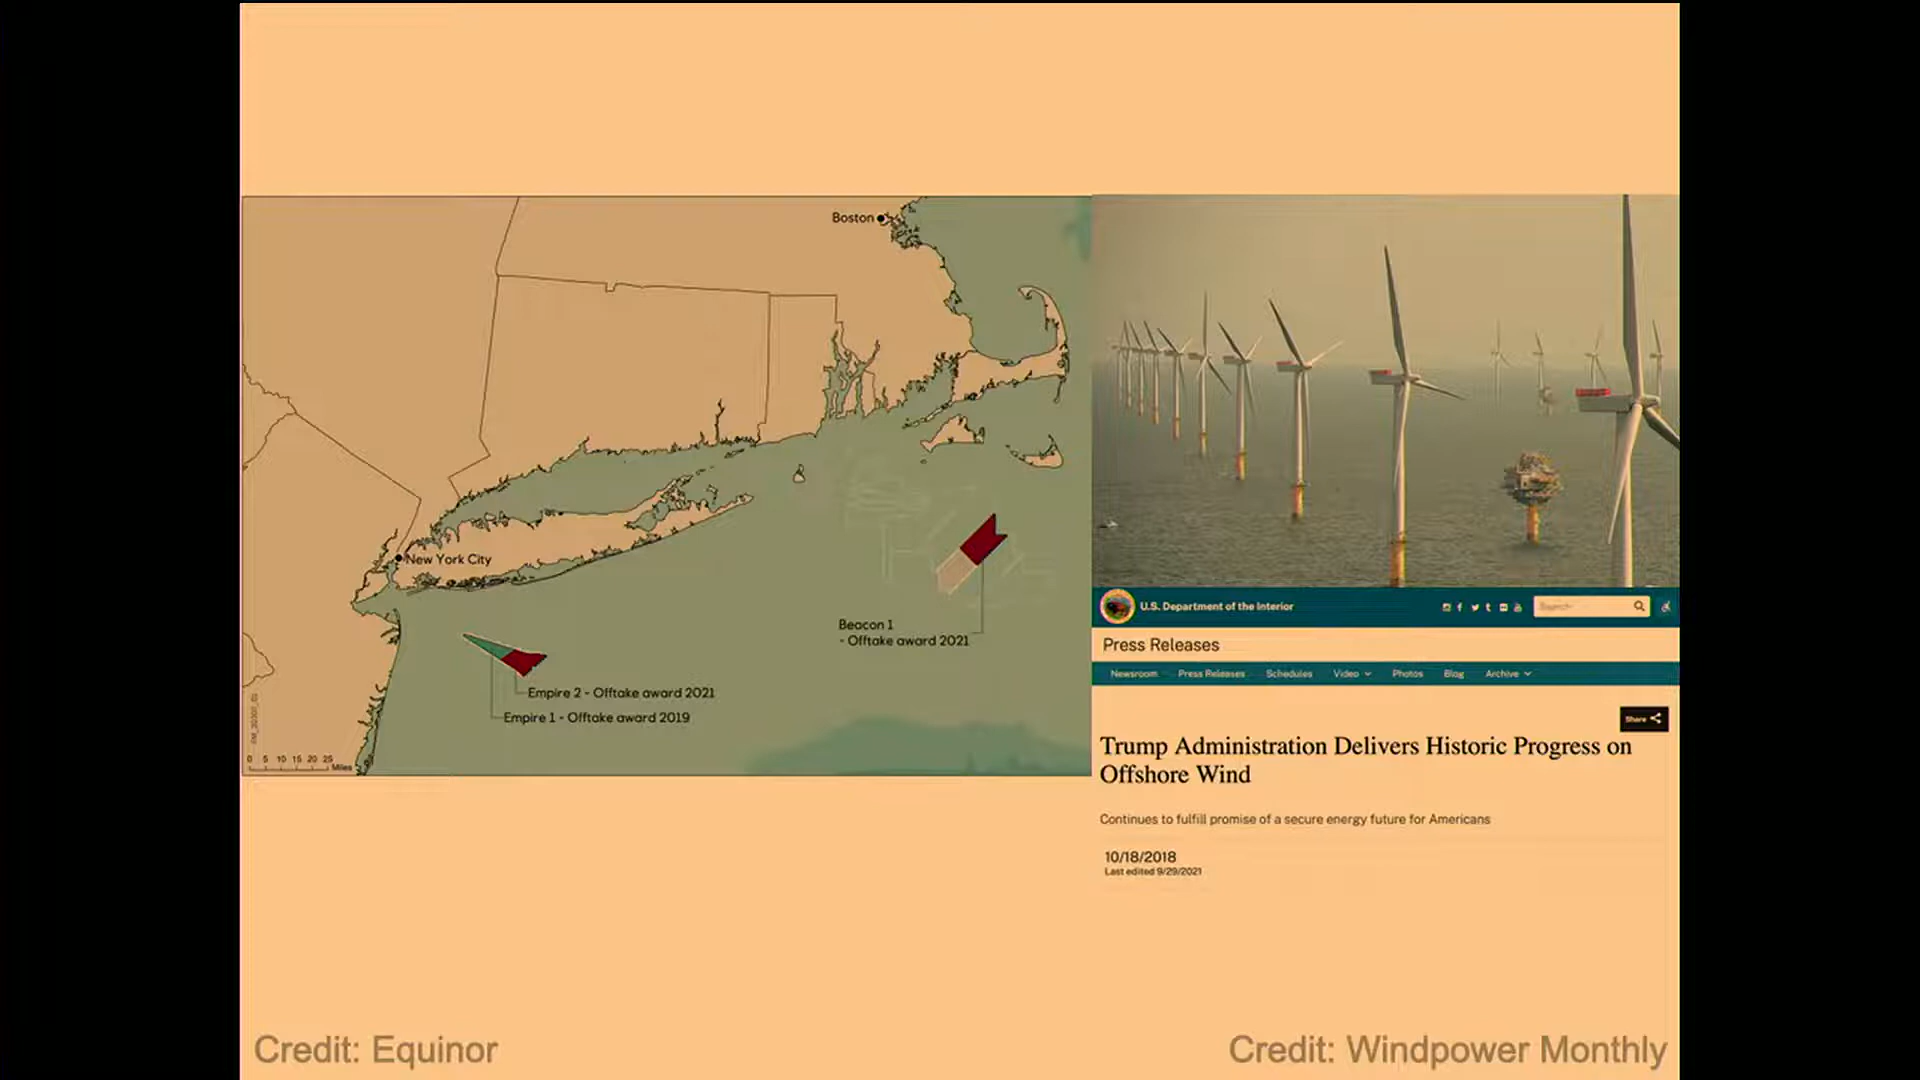 Boston
New York City
Beacon 1
- Offtake award 2021
Empire 2 - Offtake award 2021
Empire 1 - Offtake award 2019
0 5 10 15 20 25
Miles
U.S. Department of the Interior
Search
Press Releases
Newsroom Press Releases Schedules Video Photos Blog Archive
Share
Trump Administration Delivers Historic Progress on
Offshore Wind
Continues to fulfill promise of a secure energy future for Americans
10/18/2018
Last edited 9/29/2021
Credit: Equinor
Credit: Windpower Monthly